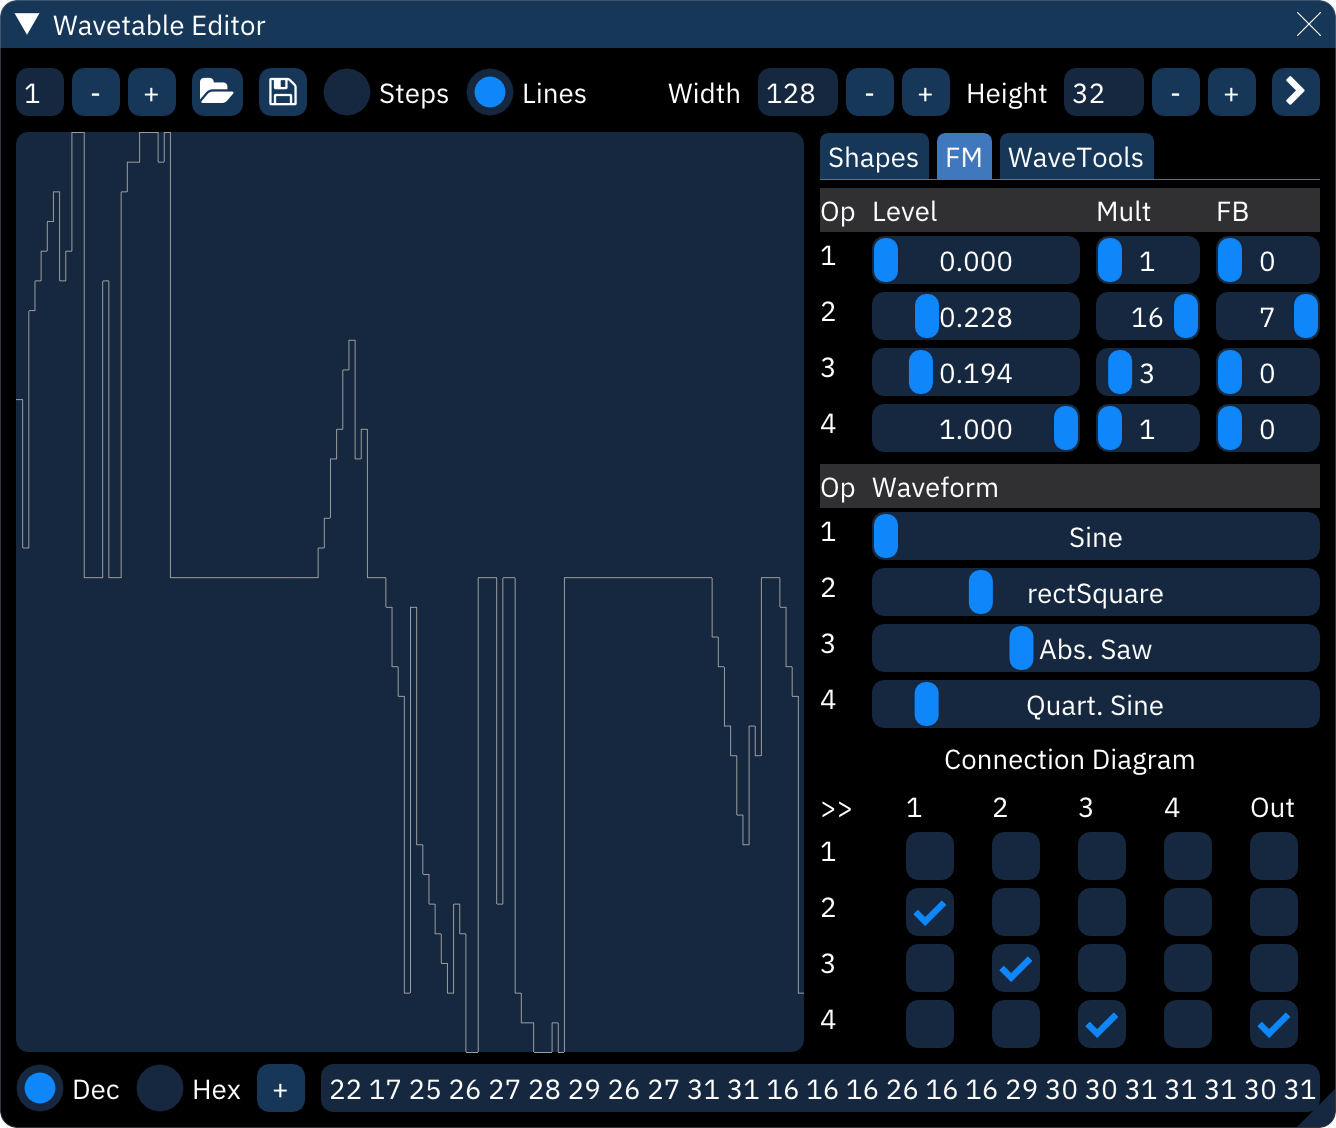 Wavetable Editor
1 - + Steps Lines Width 128 - + Height 32 - +
Shapes FM WaveTools
Op Level Mult FB
1 0.000 1 0
2 0.228 16 7
3 0.194 3 0
4 1.000 1 0
Op Waveform
1 Sine
2 rectSquare
3 Abs. Saw
4 Quart. Sine
Connection Diagram
>> 1 2 3 4 Out
1
2
3
4
Dec Hex + 22 17 25 26 27 28 29 26 27 31 31 16 16 16 26 16 16 29 30 30 31 31 31 30 31